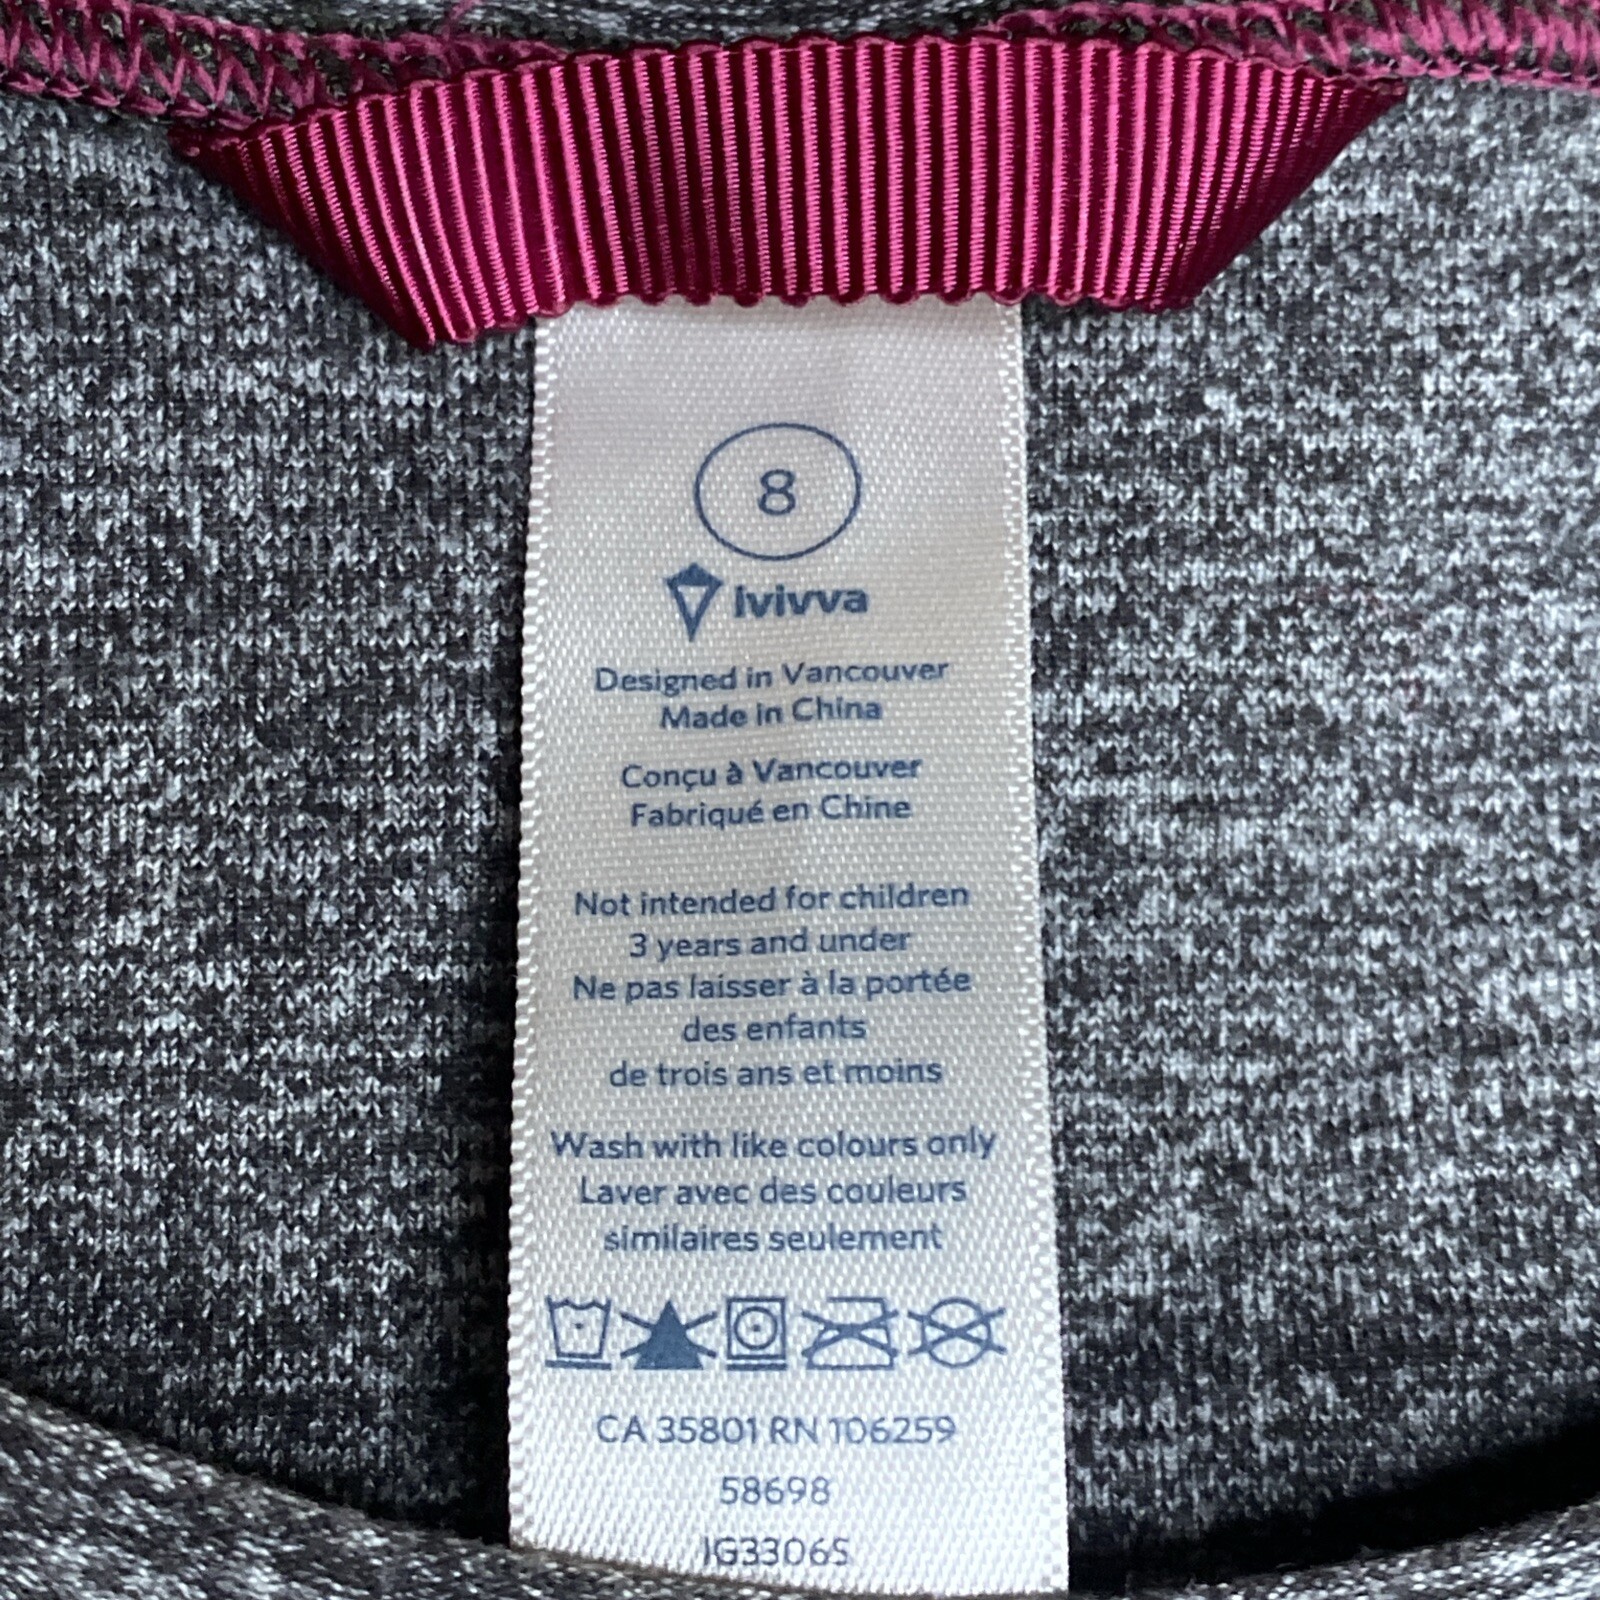 8
ivivva
Designed in Vancouver
Made in China
Conçu à Vancouver
Fabriqué en Chine
Not intended for children
3 years and under
Ne pas laisser à la portée
des enfants
de trois ans et moins
Wash with like colours only
Laver avec des couleurs
similaires seulement
CA 35801 RN 106259
58698
IG3306S